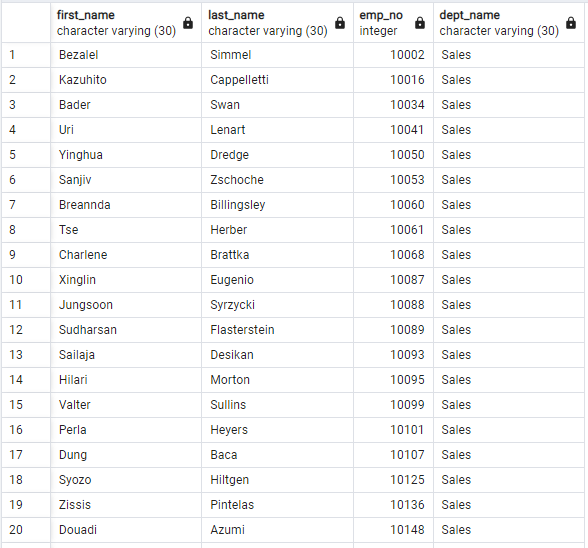 first_name last_name emp_no dept_name
character varying (30) character varying (30) integer character varying (30)
1 Bezalel Simmel 10002 Sales
2 Kazuhito Cappelletti 10016 Sales
3 Bader Swan 10034 Sales
4 Uri Lenart 10041 Sales
5 Yinghua Dredge 10050 Sales
6 Sanjiv Zschoche 10053 Sales
7 Breannda Billingsley 10060 Sales
8 Tse Herber 10061 Sales
9 Charlene Brattka 10068 Sales
10 Xinglin Eugenio 10087 Sales
11 Jungsoon Syrzycki 10088 Sales
12 Sudharsan Flasterstein 10089 Sales
13 Sailaja Desikan 10093 Sales
14 Hilari Morton 10095 Sales
15 Valter Sullins 10099 Sales
16 Perla Heyers 10101 Sales
17 Dung Baca 10107 Sales
18 Syozo Hiltgen 10125 Sales
19 Zissis Pintelas 10136 Sales
20 Douadi Azumi 10148 Sales